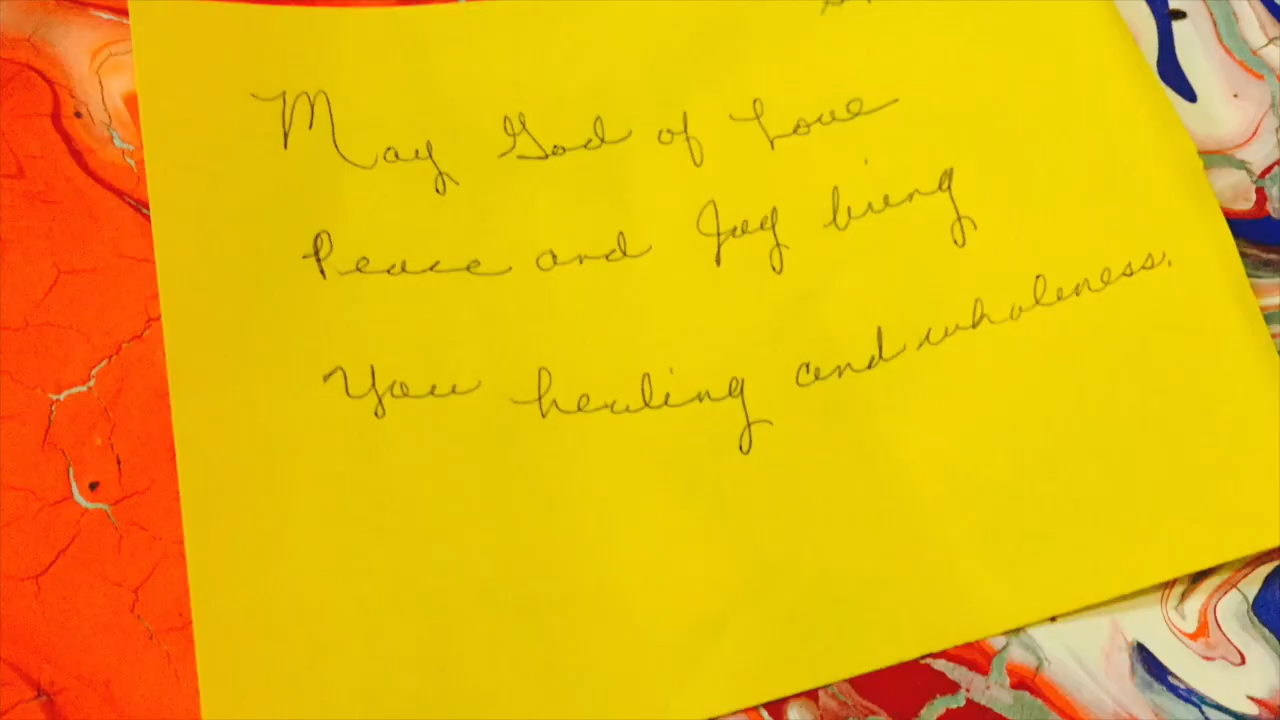 May God of Love
Peace and Joy bring
You healing and wholeness.